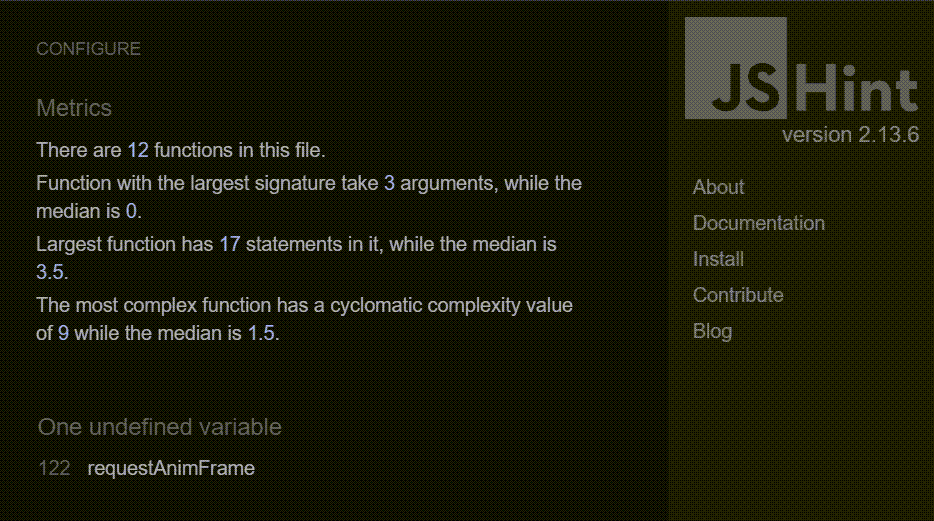 CONFIGURE
Metrics
There are 12 functions in this file.
Function with the largest signature take 3 arguments, while the
median is 0.
Largest function has 17 statements in it, while the median is
3.5.
The most complex function has a cyclomatic complexity value
of 9 while the median is 1.5.
One undefined variable
122 requestAnimFrame
JSHint
version 2.13.6
About
Documentation
Install
Contribute
Blog